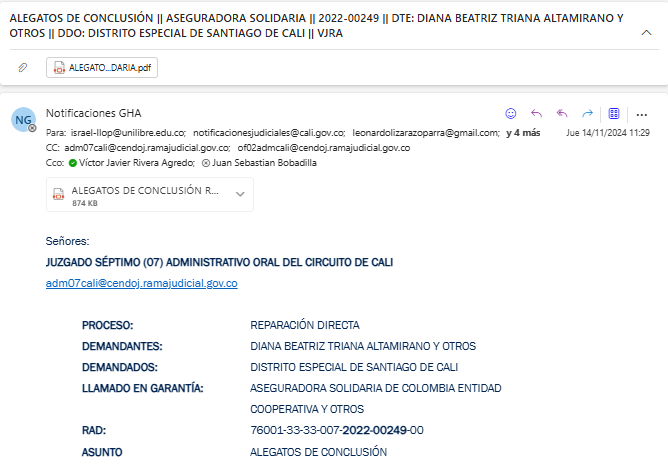 ALEGATOS DE CONCLUSIÓN || ASEGURADORA SOLIDARIA || 2022-00249 || DTE: DIANA BEATRIZ TRIANA ALTAMIRANO Y
OTROS || DDO: DISTRITO ESPECIAL DE SANTIAGO DE CALI || VJRA
ALEGATO...DARIA.pdf
NG
Notificaciones GHA
Para: israel-llop@unilibre.edu.co; notificacionesjudiciales@cali.gov.co; leonardolizarazoparra@gmail.com; y 4 más
Jue 14/11/2024 11:29
CC: adm07cali@cendoj.ramajudicial.gov.co; of02admcali@cendoj.ramajudicial.gov.co
Cco: Víctor Javier Rivera Agredo; Juan Sebastian Bobadilla
ALEGATOS DE CONCLUSIÓN R...
874 KB
Señores:
JUZGADO SÉPTIMO (07) ADMINISTRATIVO ORAL DEL CIRCUITO DE CALI
adm07cali@cendoj.ramajudicial.gov.co
PROCESO: REPARACIÓN DIRECTA
DEMANDANTES: DIANA BEATRIZ TRIANA ALTAMIRANO Y OTROS
DEMANDADOS: DISTRITO ESPECIAL DE SANTIAGO DE CALI
LLAMADO EN GARANTÍA: ASEGURADORA SOLIDARIA DE COLOMBIA ENTIDAD
COOPERATIVA Y OTROS
RAD: 76001-33-33-007-2022-00249-00
ASUNTO ALEGATOS DE CONCLUSIÓN